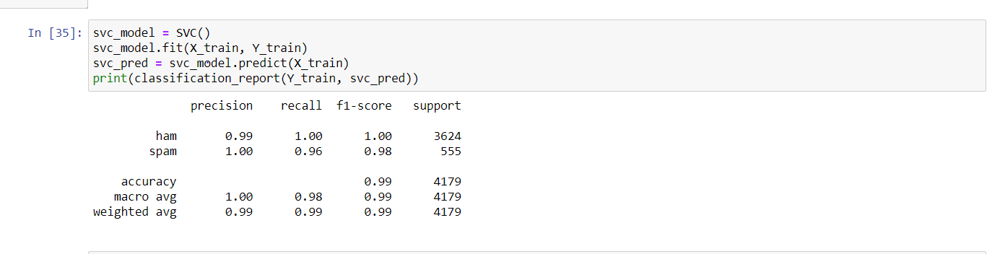 In [35]: svc_model = SVC()
svc_model.fit(X_train, Y_train)
svc_pred = svc_model.predict(X_train)
print(classification_report(Y_train, svc_pred))
precision recall f1-score support
ham 0.99 1.00 1.00 3624
spam 1.00 0.96 0.98 555
accuracy 0.99 4179
macro avg 1.00 0.98 0.99 4179
weighted avg 0.99 0.99 0.99 4179